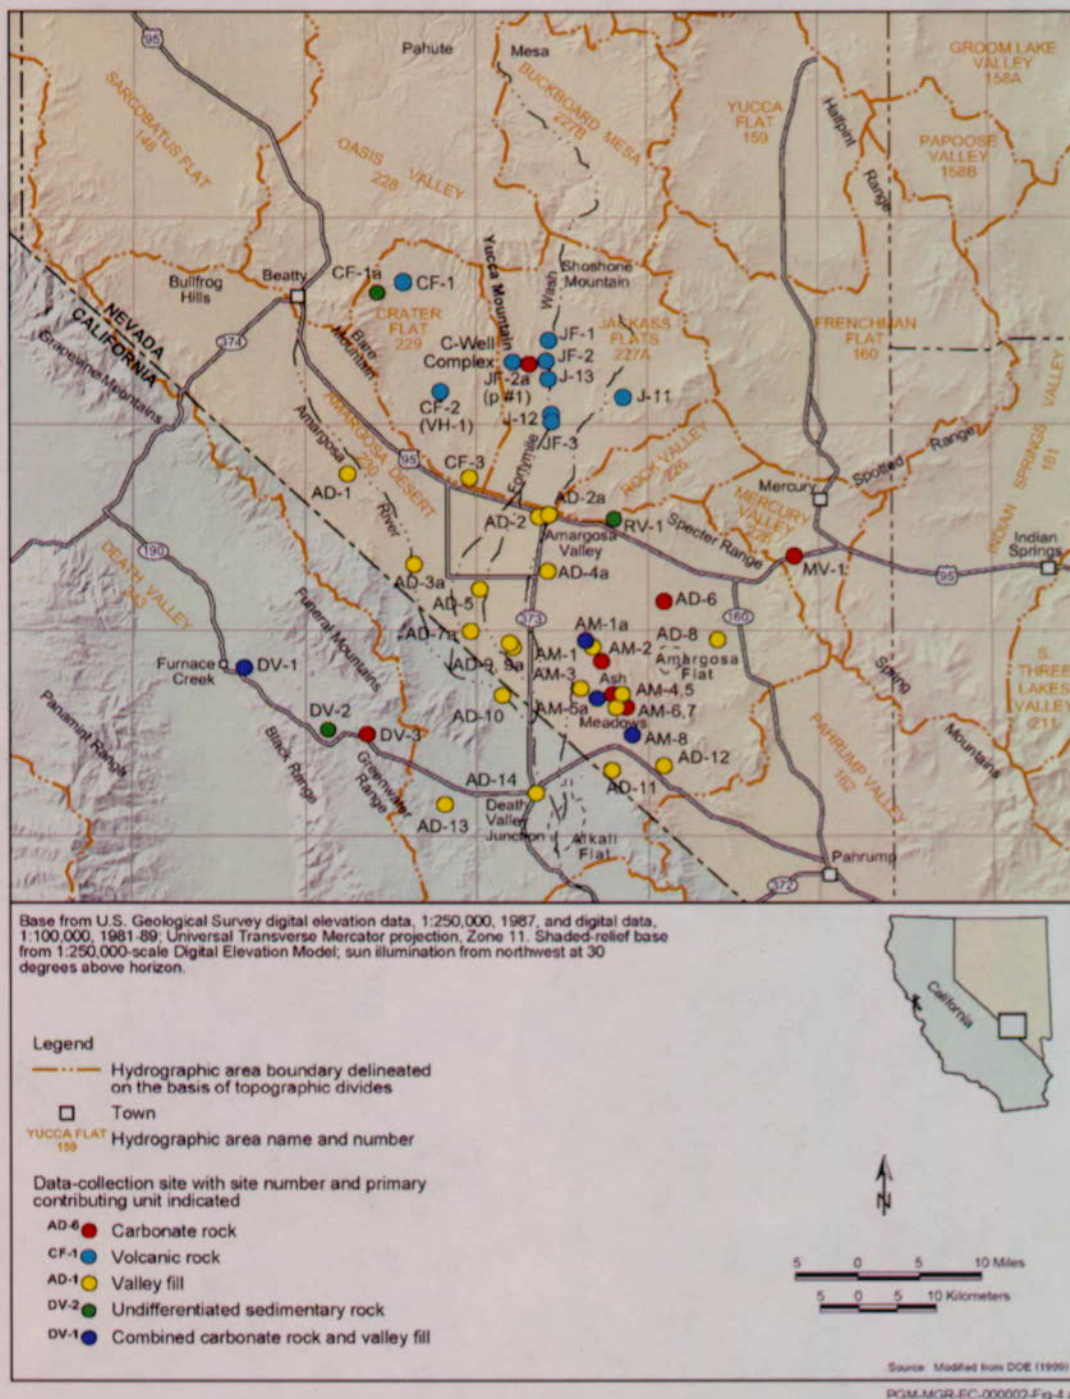 95
Pahute
Mesa
GROOM LAKE
VALLEY
158A
SARCOBATUS FLAT
146
BUCKBOARD MESA
227B
YUCCA
FLAT
159
Halfpint
Range
PAPOOSE
VALLEY
158B
OASIS VALLEY
228
Bullfrog
Hills
Beatty
CF-1a
CF-1
Yucca Mountain
Wash
Shoshone
Mountain
NEVADA
CALIFORNIA
374
Grapevine Mountains
CRATER
FLAT
229
Bare
Mountain
C-Well
Complex
JF-1
JF-2
J-13
JF-2a
(p #1)
JACKASS
FLATS
227A
FRENCHMAN
FLAT
160
CF-2
(VH-1)
J-11
J-12
JF-3
Fortymile
Amargosa
River
AMARGOSA DESERT
230
95
CF-3
AD-1
ROCK VALLEY
226
Mercury
Spotted Range
INDIAN SPRINGS VALLEY
161
MERCURY
VALLEY
225
AD-2a
AD-2
RV-1
Amargosa
Valley
Specter Range
MV-1
95
Indian
Springs
190
DEATH VALLEY
243
AD-3a
AD-4a
AD-5
373
AD-6
160
Funeral Mountains
AD-7a
AM-1a
AD-8
AD-9, 9a
AM-1
AM-2
Amargosa
Flat
AM-3
Ash
Furnace
Creek
DV-1
AM-4,5
AM-5a
AM-6,7
Meadows
AD-10
Spring
Mountains
S.
THREE
LAKES
VALLEY
211
Panamint Range
DV-2
DV-3
Black Range
Greenwater
Range
AM-8
AD-12
AD-11
PAHRUMP VALLEY
162
AD-14
AD-13
Death
Valley
Junction
Alkali
Flat
Pahrump
372
Base from U.S. Geological Survey digital elevation data, 1:250,000, 1987, and digital data,
1:100,000, 1981-89; Universal Transverse Mercator projection, Zone 11. Shaded-relief base
from 1:250,000-scale Digital Elevation Model; sun illumination from northwest at 30
degrees above horizon.
California
Legend
Hydrographic area boundary delineated
on the basis of topographic divides
Town
YUCCA FLAT
159
Hydrographic area name and number
Data-collection site with site number and primary
contributing unit indicated
AD-6 Carbonate rock
CF-1 Volcanic rock
AD-1 Valley fill
DV-2 Undifferentiated sedimentary rock
DV-1 Combined carbonate rock and valley fill
N
5 0 5 10 Miles
5 0 5 10 Kilometers
Source: Modified from DOE (1999)
PGM-MGR-EC-000002-Fig-4